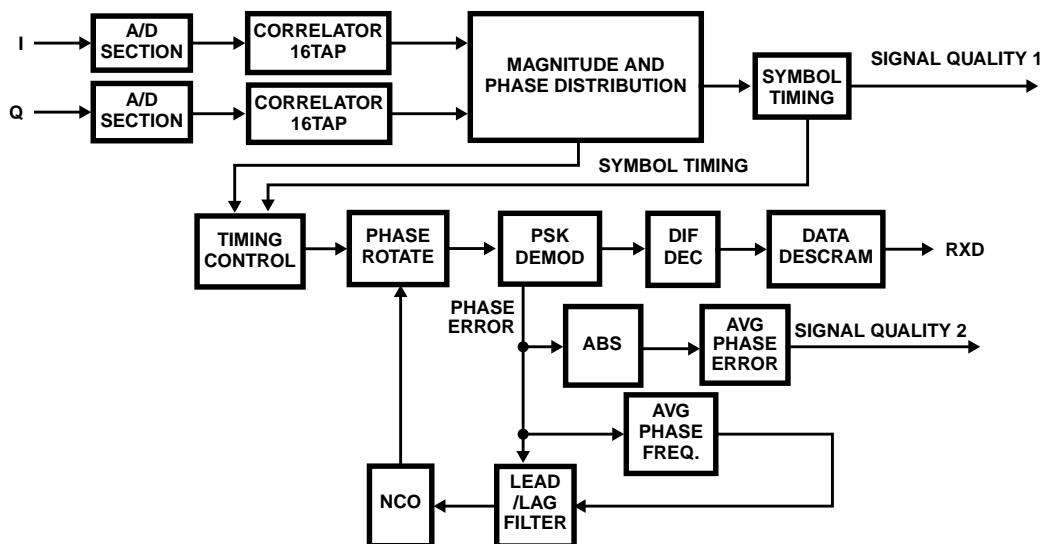 I
A/D
SECTION
CORRELATOR
16TAP
MAGNITUDE AND
PHASE DISTRIBUTION
SYMBOL
TIMING
SIGNAL QUALITY 1
Q
A/D
SECTION
CORRELATOR
16TAP
SYMBOL TIMING
TIMING
CONTROL
PHASE
ROTATE
PSK
DEMOD
DIF
DEC
DATA
DESCRAM
RXD
PHASE
ERROR
ABS
AVG
PHASE
ERROR
SIGNAL QUALITY 2
AVG
PHASE
FREQ.
NCO
LEAD
/LAG
FILTER